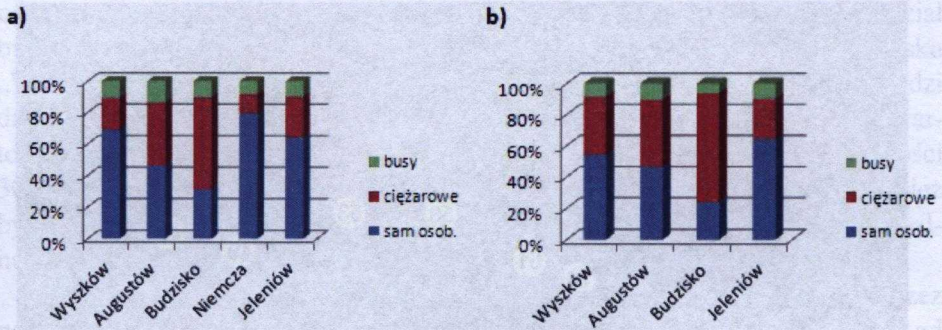 a)
100%
80%
60%
40%
20%
0%
Wyszków
Augustów
Budzisko
Niemcza
Jeleniów
busy
ciężarowe
sam osob.
b)
100%
80%
60%
40%
20%
0%
Wyszków
Augustów
Budzisko
Jeleniów
busy
ciężarowe
sam osob.